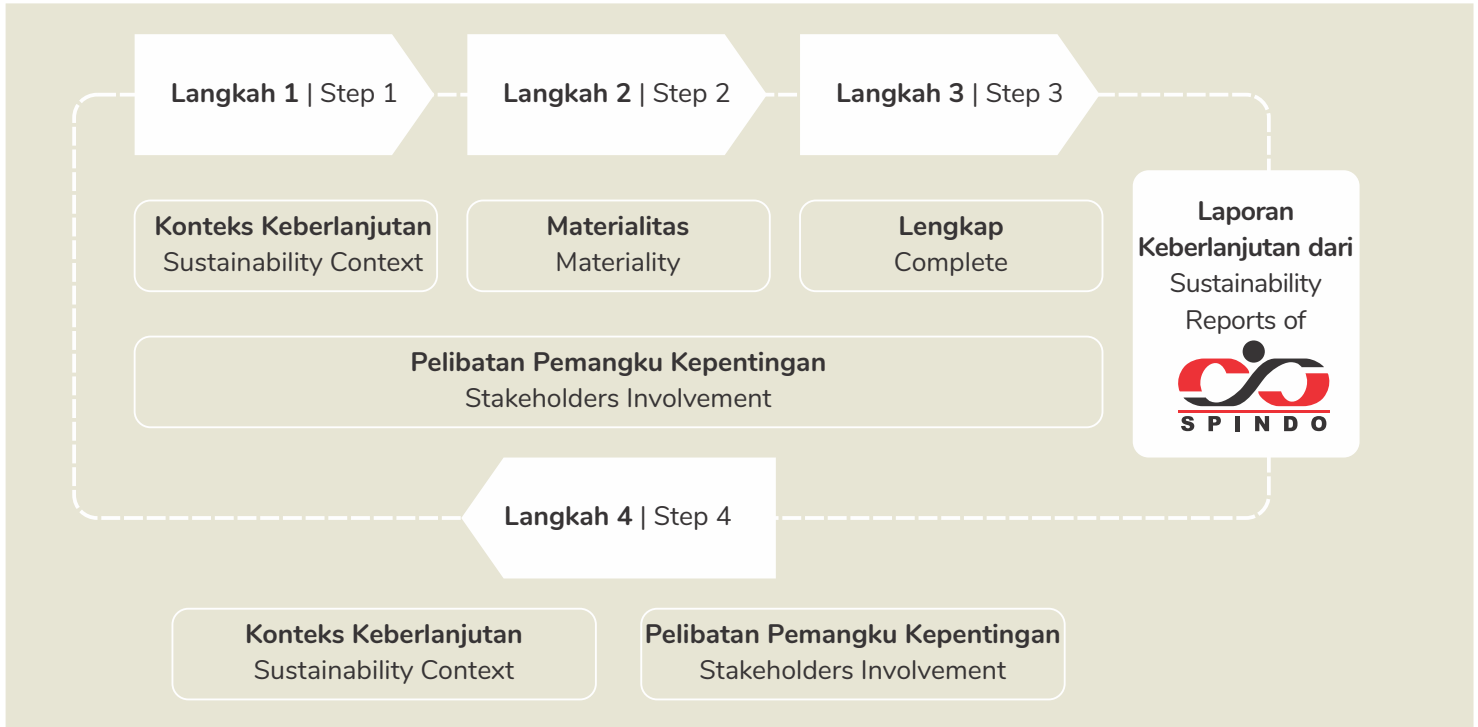 Langkah 1 | Step 1
Langkah 2 | Step 2
Langkah 3 | Step 3
Konteks Keberlanjutan
Sustainability Context
Materialitas
Materiality
Lengkap
Complete
Pelibatan Pemangku Kepentingan
Stakeholders Involvement
Laporan
Keberlanjutan dari
Sustainability
Reports of
SPINDO
Langkah 4 | Step 4
Konteks Keberlanjutan
Sustainability Context
Pelibatan Pemangku Kepentingan
Stakeholders Involvement